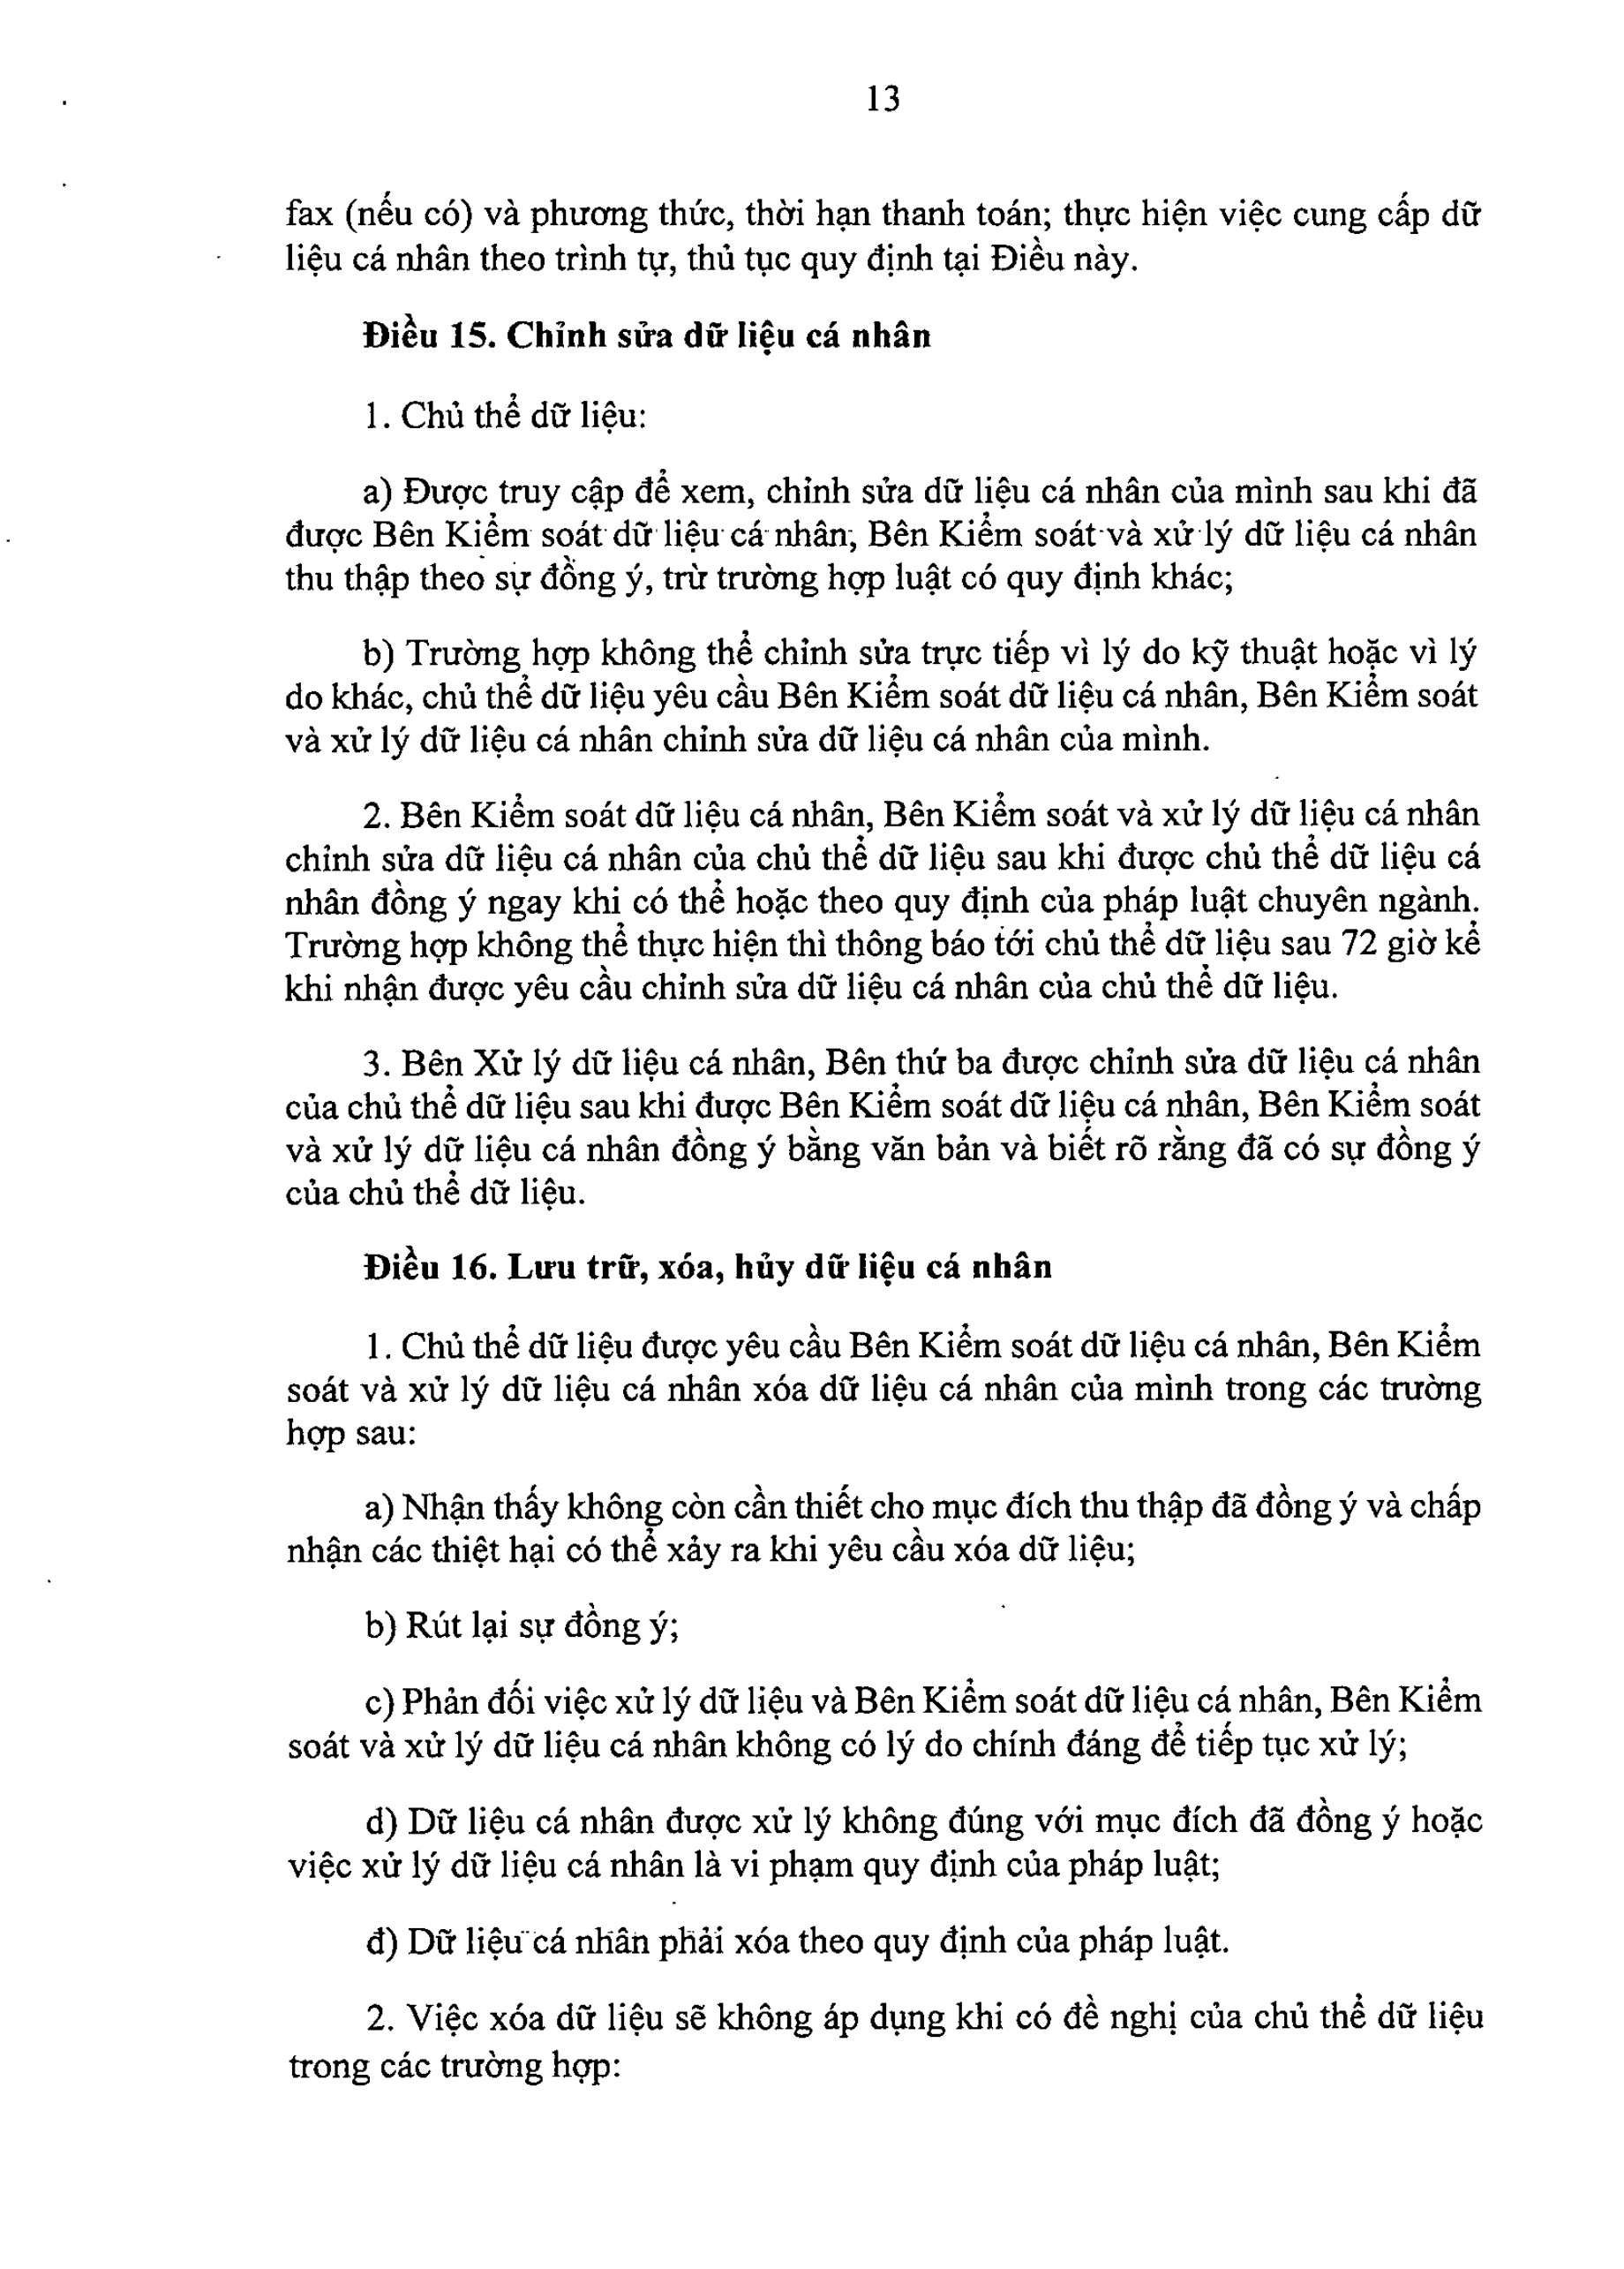 13
fax (nếu có) và phương thức, thời hạn thanh toán; thực hiện việc cung cấp dữ
liệu cá nhân theo trình tự, thủ tục quy định tại Điều này.
Điều 15. Chỉnh sửa dữ liệu cá nhân
1. Chủ thể dữ liệu:
a) Được truy cập để xem, chỉnh sửa dữ liệu cá nhân của mình sau khi đã
được Bên Kiểm soát dữ liệu cá nhân, Bên Kiểm soát và xử lý dữ liệu cá nhân
thu thập theo sự đồng ý, trừ trường hợp luật có quy định khác;
b) Trường hợp không thể chỉnh sửa trực tiếp vì lý do kỹ thuật hoặc vì lý
do khác, chủ thể dữ liệu yêu cầu Bên Kiểm soát dữ liệu cá nhân, Bên Kiểm soát
và xử lý dữ liệu cá nhân chỉnh sửa dữ liệu cá nhân của mình.
2. Bên Kiểm soát dữ liệu cá nhân, Bên Kiểm soát và xử lý dữ liệu cá nhân
chỉnh sửa dữ liệu cá nhân của chủ thể dữ liệu sau khi được chủ thể dữ liệu cá
nhân đồng ý ngay khi có thể hoặc theo quy định của pháp luật chuyên ngành.
Trường hợp không thể thực hiện thì thông báo tới chủ thể dữ liệu sau 72 giờ kể
khi nhận được yêu cầu chỉnh sửa dữ liệu cá nhân của chủ thể dữ liệu.
3. Bên Xử lý dữ liệu cá nhân, Bên thứ ba được chỉnh sửa dữ liệu cá nhân
của chủ thể dữ liệu sau khi được Bên Kiểm soát dữ liệu cá nhân, Bên Kiểm soát
và xử lý dữ liệu cá nhân đồng ý bằng văn bản và biết rõ rằng đã có sự đồng ý
của chủ thể dữ liệu.
Điều 16. Lưu trữ, xóa, hủy dữ liệu cá nhân
1. Chủ thể dữ liệu được yêu cầu Bên Kiểm soát dữ liệu cá nhân, Bên Kiểm
soát và xử lý dữ liệu cá nhân xóa dữ liệu cá nhân của mình trong các trường
hợp sau:
a) Nhận thấy không còn cần thiết cho mục đích thu thập đã đồng ý và chấp
nhận các thiệt hại có thể xảy ra khi yêu cầu xóa dữ liệu;
b) Rút lại sự đồng ý;
c) Phản đối việc xử lý dữ liệu và Bên Kiểm soát dữ liệu cá nhân, Bên Kiểm
soát và xử lý dữ liệu cá nhân không có lý do chính đáng để tiếp tục xử lý;
d) Dữ liệu cá nhân được xử lý không đúng với mục đích đã đồng ý hoặc
việc xử lý dữ liệu cá nhân là vi phạm quy định của pháp luật;
đ) Dữ liệu cá nhân phải xóa theo quy định của pháp luật.
2. Việc xóa dữ liệu sẽ không áp dụng khi có đề nghị của chủ thể dữ liệu
trong các trường hợp: